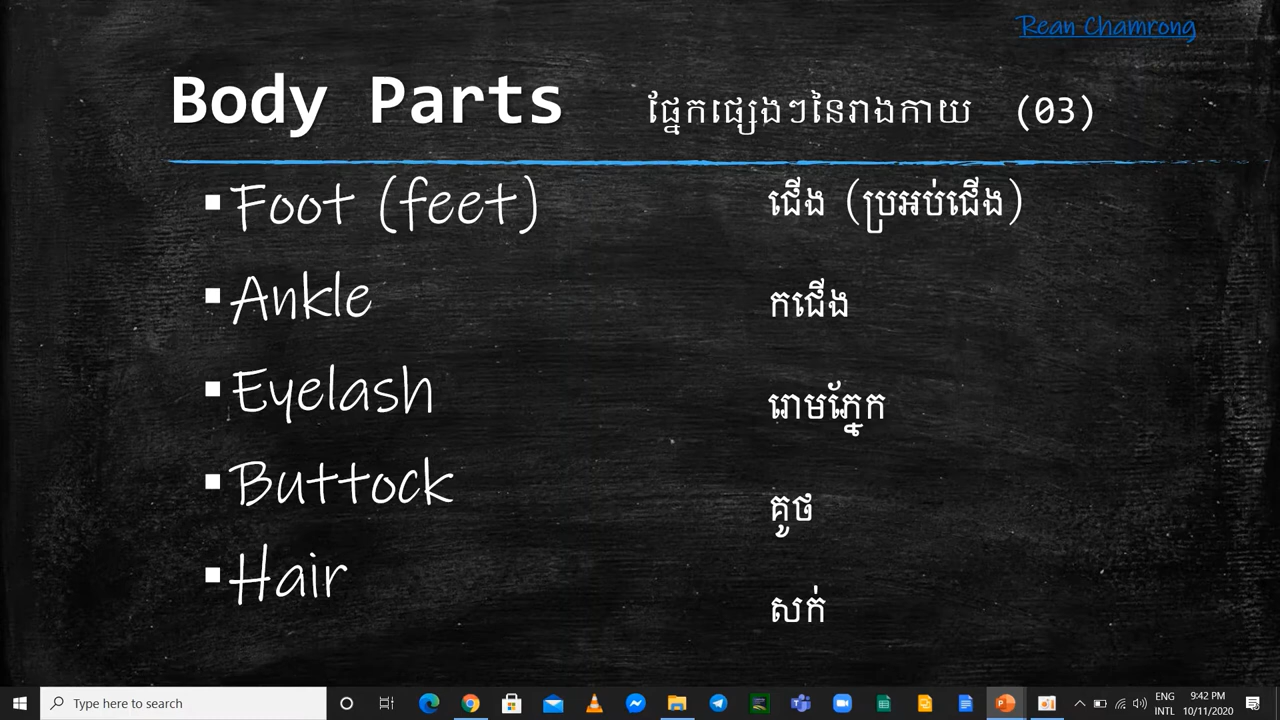 Rean Chamrong
Body Parts ផ្នែកផ្សេងៗនៃរាងកាយ (03)
▪Foot (feet) ជើង (ប្រអប់ជើង)
▪Ankle កជើង
▪Eyelash រោមភ្នែក
▪Buttock គូថ
▪Hair សក់
Type here to search
ENG 9:42 PM
INTL 10/11/2020